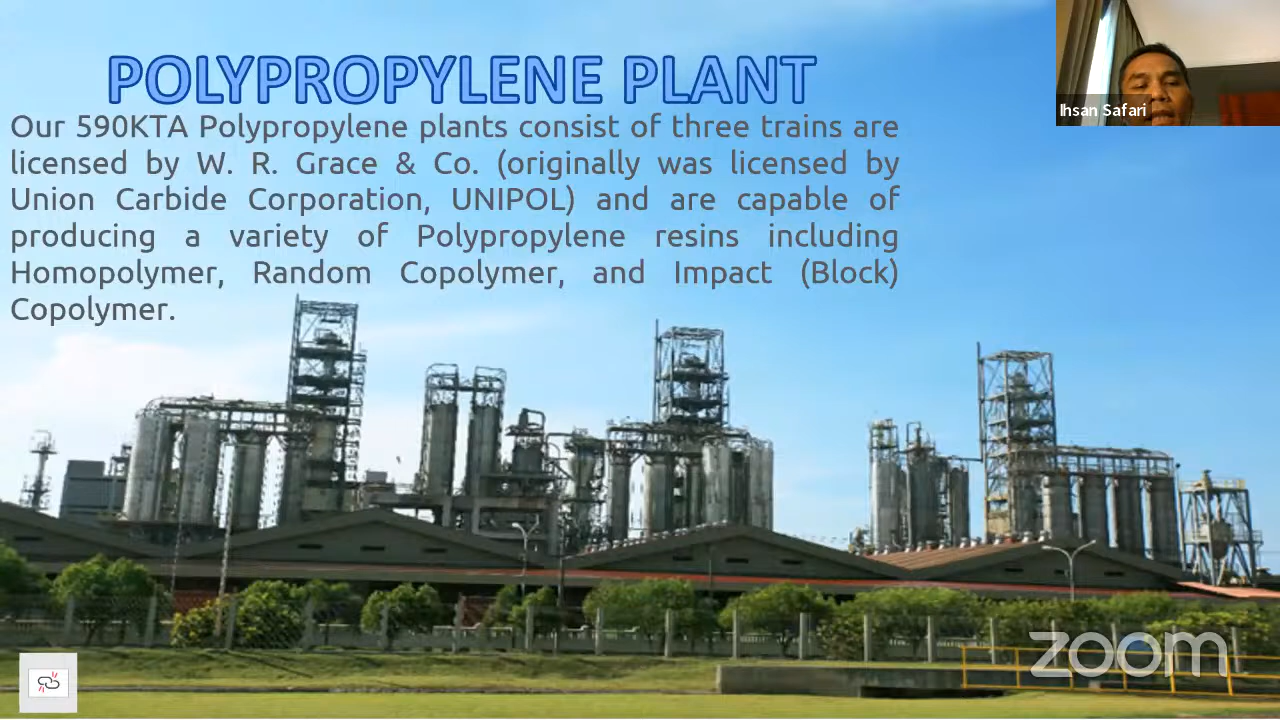 POLYPROPYLENE PLANT
Our 590KTA Polypropylene plants consist of three trains are
licensed by W. R. Grace & Co. (originally was licensed by
Union Carbide Corporation, UNIPOL) and are capable of
producing a variety of Polypropylene resins including
Homopolymer, Random Copolymer, and Impact (Block)
Copolymer.
Ihsan Safari
zoom